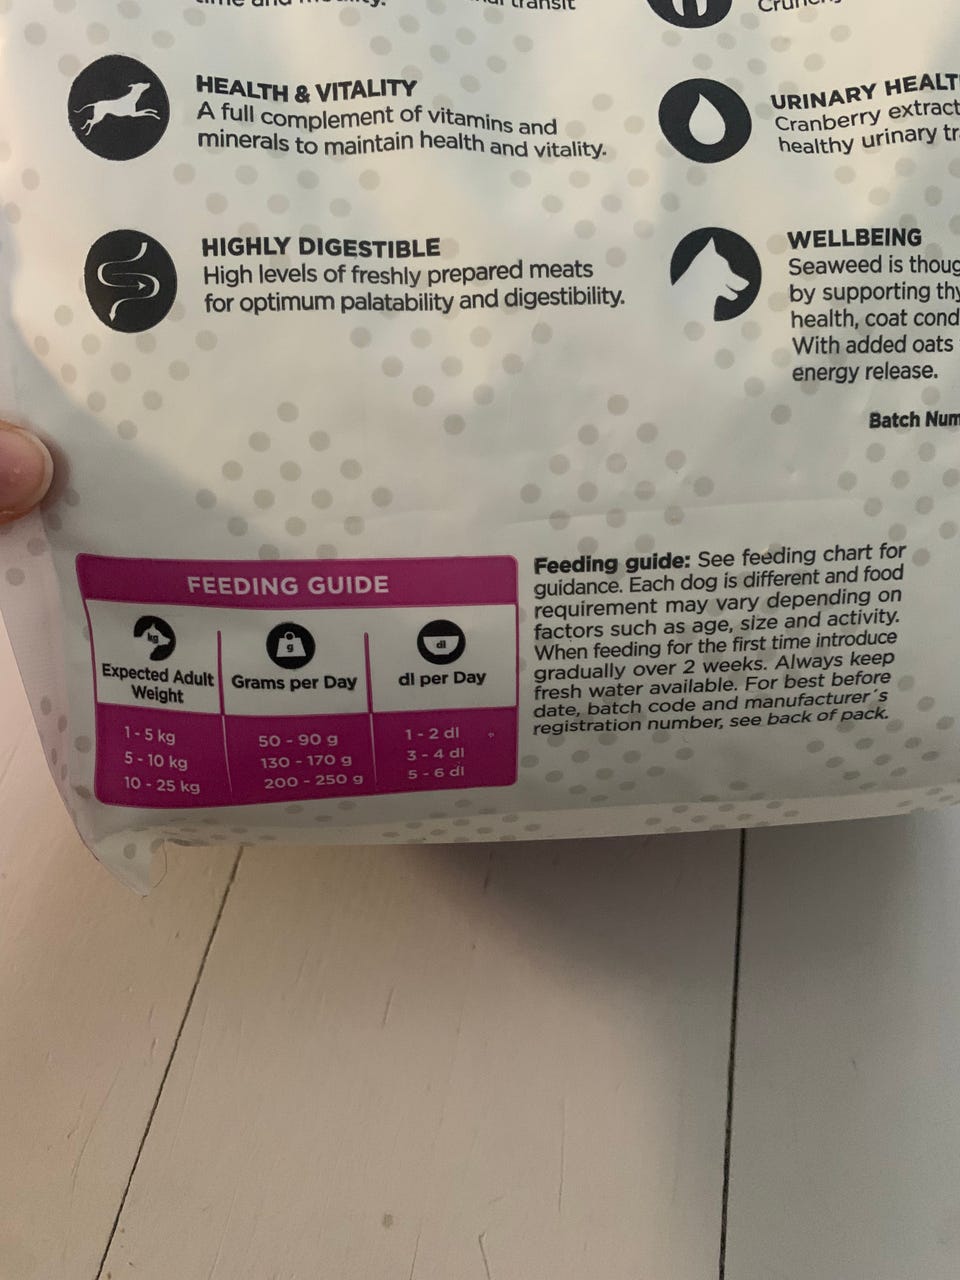 transit
HEALTH & VITALITY
A full complement of vitamins and
minerals to maintain health and vitality.
URINARY HEALT
Cranberry extract
healthy urinary tr
HIGHLY DIGESTIBLE
High levels of freshly prepared meats
for optimum palatability and digestibility.
WELLBEING
Seaweed is thoug
by supporting thy
health, coat cond
With added oats
energy release.
Batch Num
FEEDING GUIDE
kg
g
dl
Expected Adult
Weight
Grams per Day
dl per Day
1 - 5 kg
50 - 90 g
1 - 2 dl
5 - 10 kg
130 - 170 g
3 - 4 dl
10 - 25 kg
200 - 250 g
5 - 6 dl
Feeding guide: See feeding chart for
guidance. Each dog is different and food
requirement may vary depending on
factors such as age, size and activity.
When feeding for the first time introduce
gradually over 2 weeks. Always keep
fresh water available. For best before
date, batch code and manufacturer´s
registration number, see back of pack.